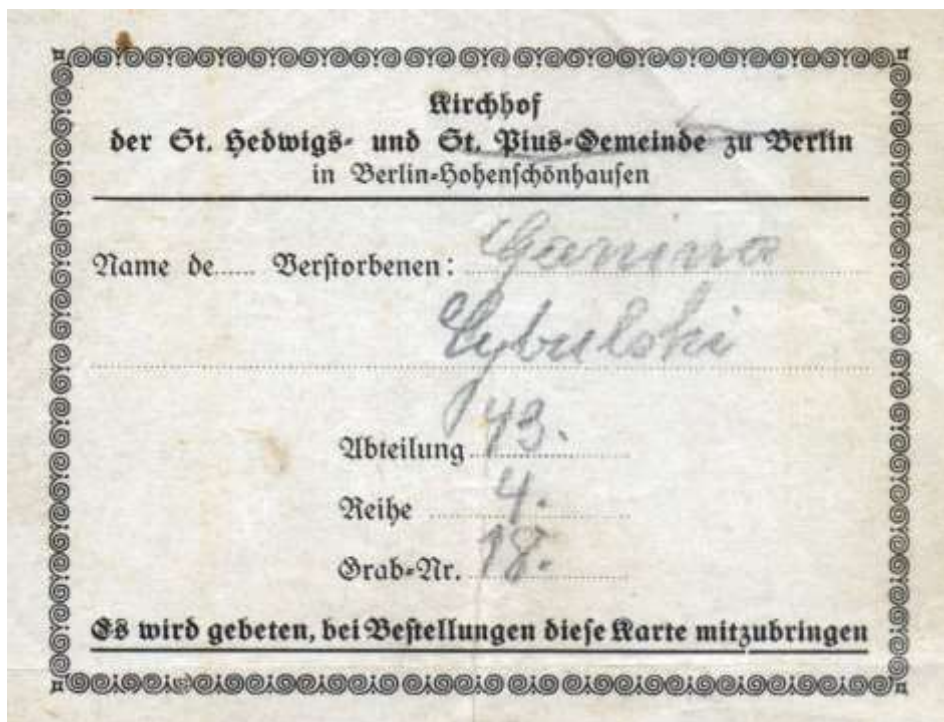 Kirchhof
der St. Hedwigs- und St. Pius-Gemeinde zu Berlin
in Berlin-Hohenschönhausen
Name de..... Verstorbenen: Janina
Cybulski
Abteilung 43.
Reihe 4.
Grab-Nr. 18.
Es wird gebeten, bei Bestellungen diese Karte mitzubringen